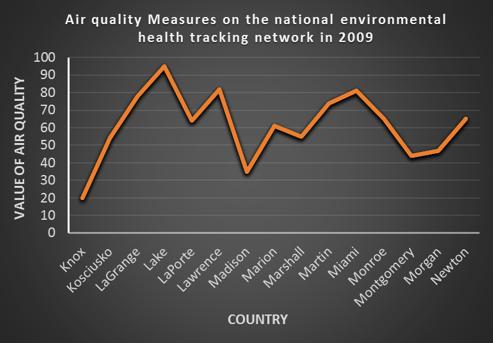 Air quality Measures on the national environmental
health tracking network in 2009
VALUE OF AIR QUALITY
100
90
80
70
60
50
40
30
20
10
0
Knox
Kosciusko
LaGrange
Lake
LaPorte
Lawrence
Madison
Marion
Marshall
Martin
Miami
Monroe
Montgomery
Morgan
Newton
COUNTRY